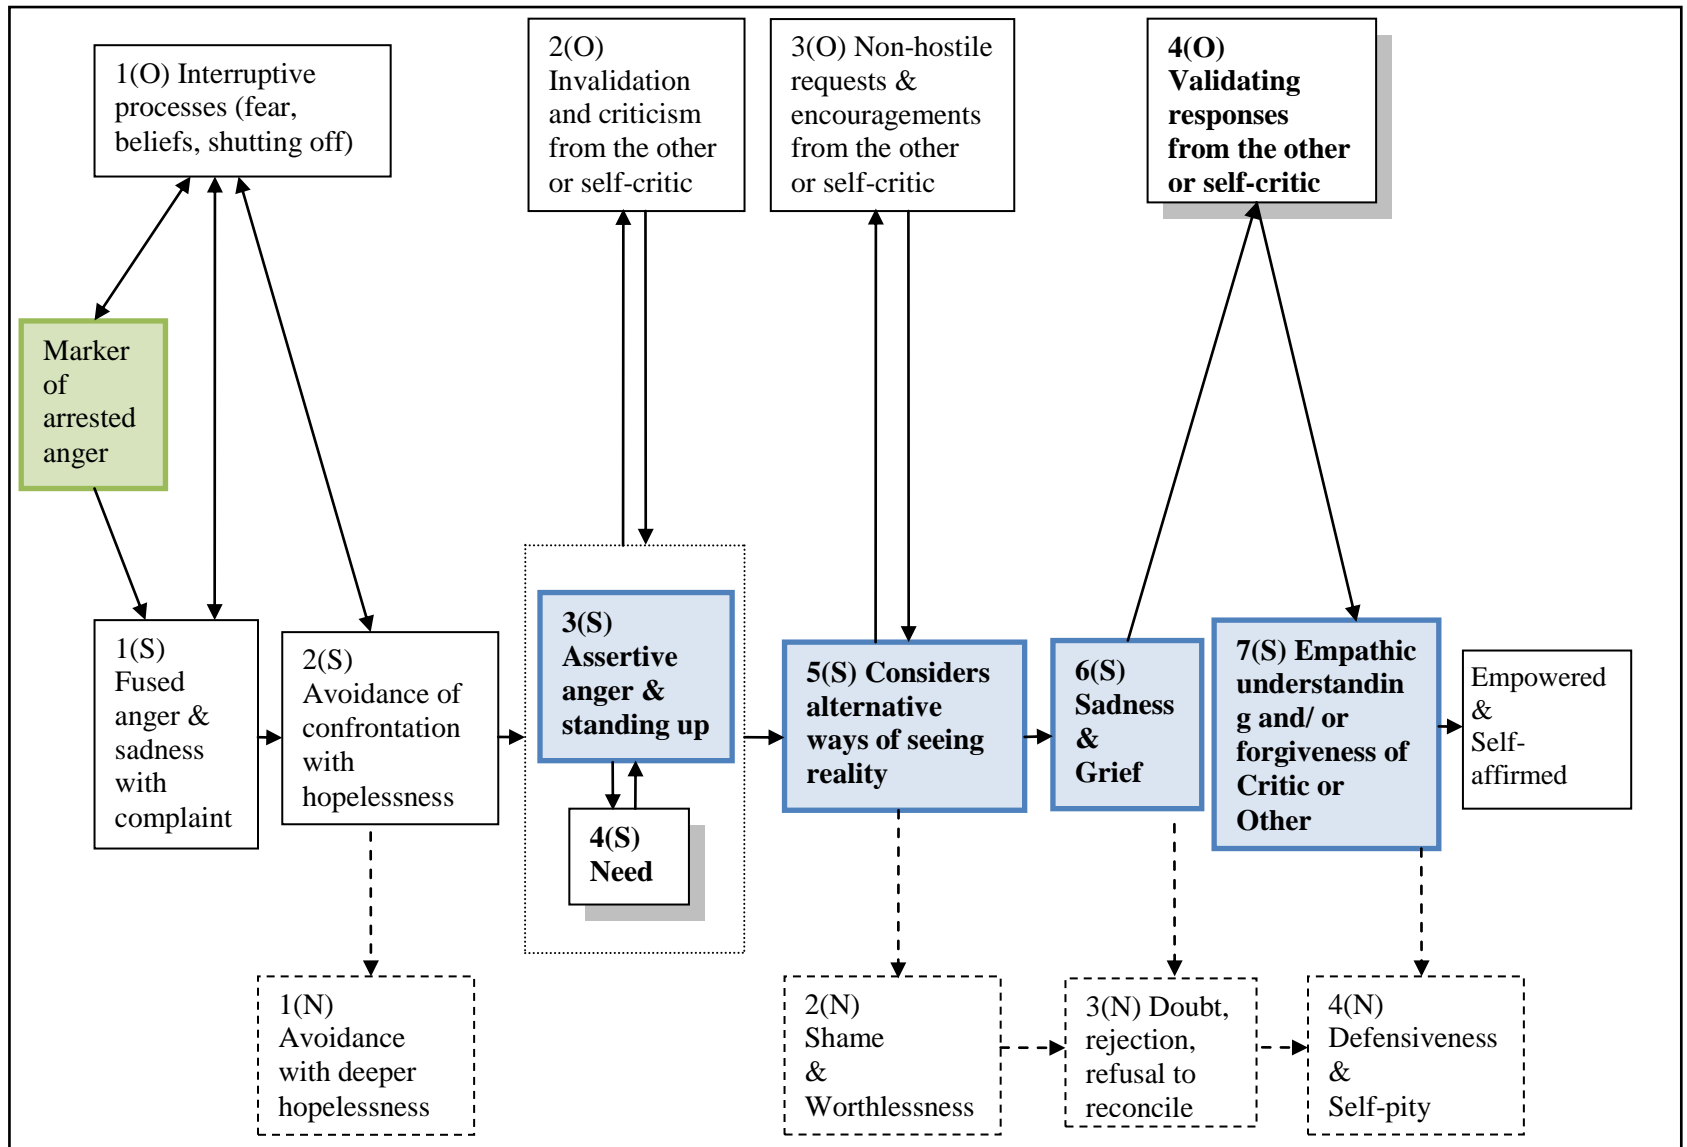 1(O) Interruptive
processes (fear,
beliefs, shutting off)
2(O)
Invalidation
and criticism
from the other
or self-critic
3(O) Non-hostile
requests &
encouragements
from the other
or self-critic
4(O)
Validating
responses
from the other
or self-critic
Marker
of
arrested
anger
1(S)
Fused
anger &
sadness
with
complaint
2(S)
Avoidance of
confrontation
with
hopelessness
3(S)
Assertive
anger &
standing up
4(S)
Need
5(S) Considers
alternative
ways of seeing
reality
6(S)
Sadness
&
Grief
7(S) Empathic
understandin
g and/ or
forgiveness of
Critic or
Other
Empowered
&
Self-
affirmed
1(N)
Avoidance
with deeper
hopelessness
2(N)
Shame
&
Worthlessness
3(N) Doubt,
rejection,
refusal to
reconcile
4(N)
Defensiveness
&
Self-pity